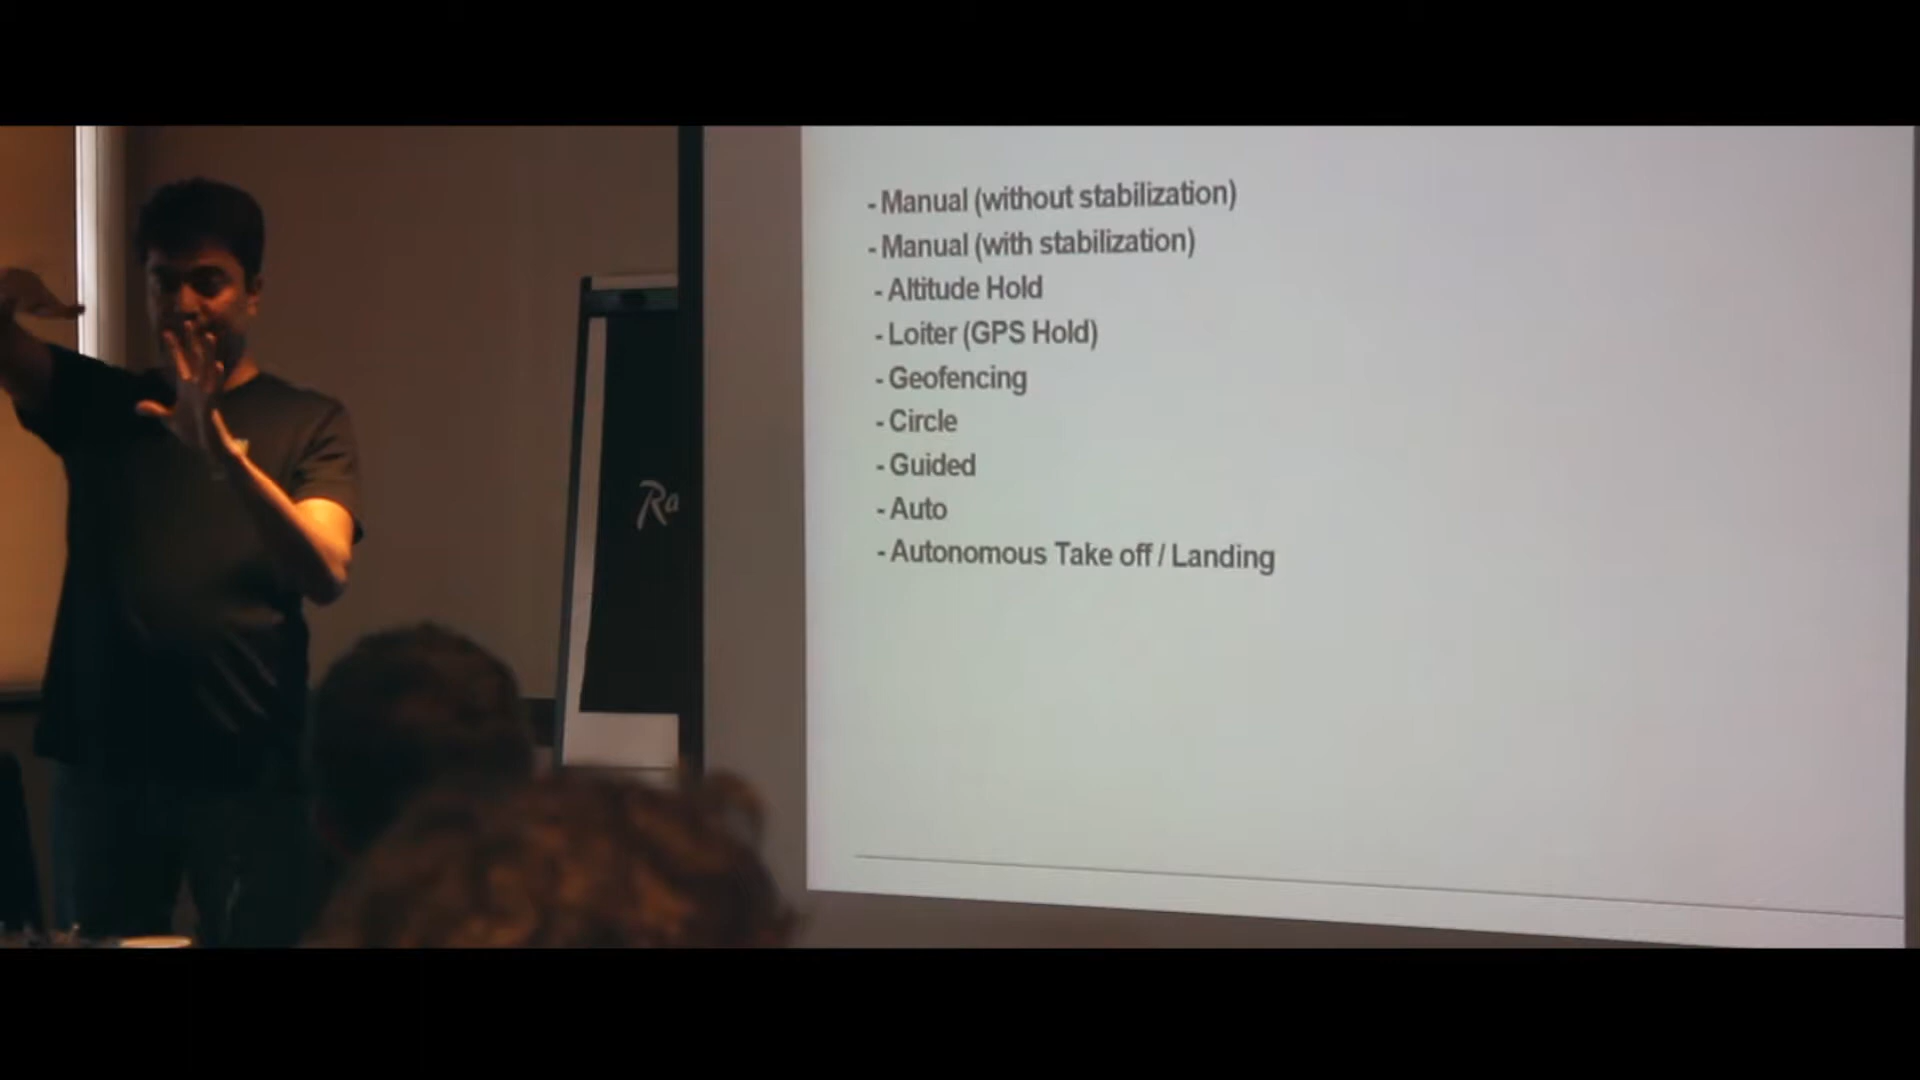 - Manual (without stabilization)
- Manual (with stabilization)
- Altitude Hold
- Loiter (GPS Hold)
- Geofencing
- Circle
- Guided
- Auto
- Autonomous Take off / Landing
Ra